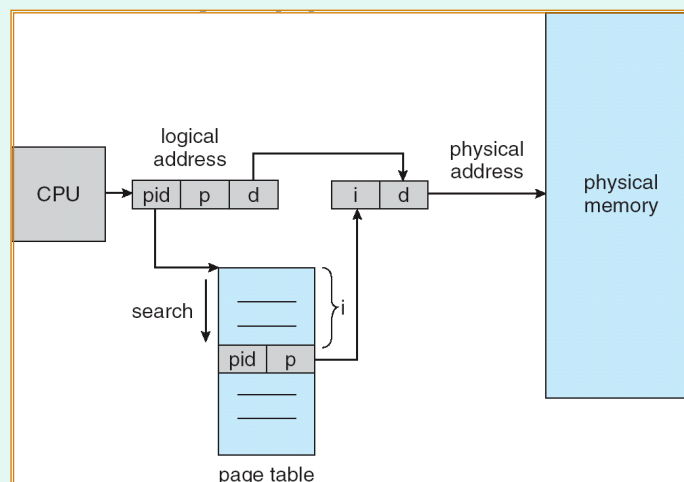 logical
address
physical
address
CPU
pid p d
i d
physical
memory
search
i
pid p
page table